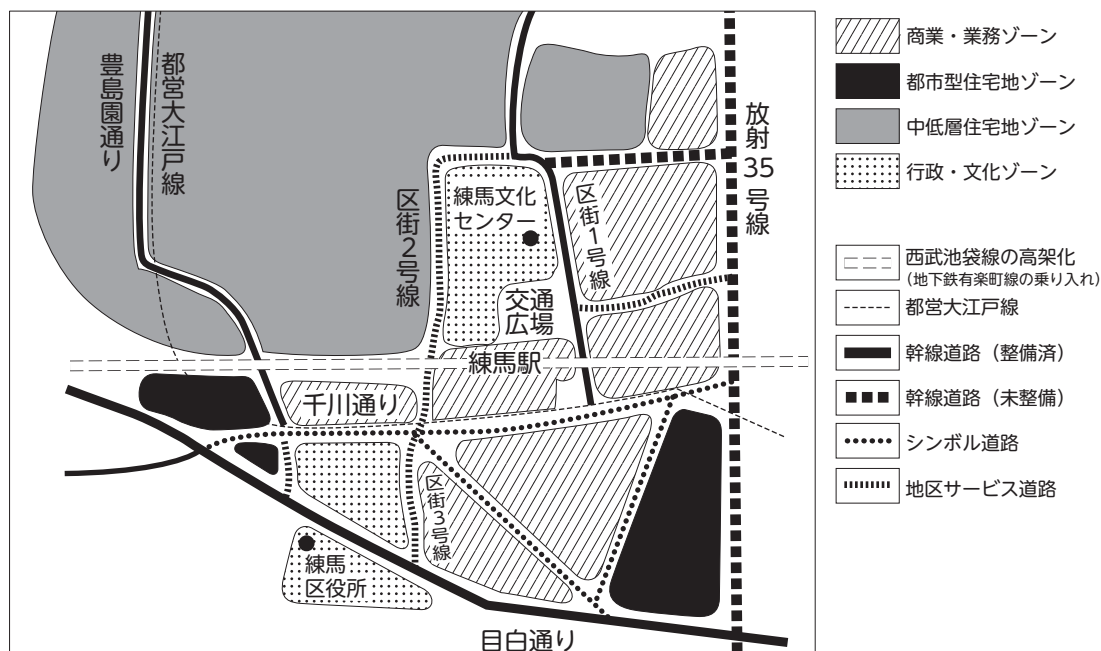 豊島園通り
都営大江戸線
区街2号線
練馬文化
センター
区街1号線
放射35号線
交通
広場
練馬駅
千川通り
区街3号線
練馬
区役所
目白通り
商業・業務ゾーン
都市型住宅地ゾーン
中低層住宅地ゾーン
行政・文化ゾーン
西武池袋線の高架化
(地下鉄有楽町線の乗り入れ)
都営大江戸線
幹線道路（整備済）
幹線道路（未整備）
シンボル道路
地区サービス道路